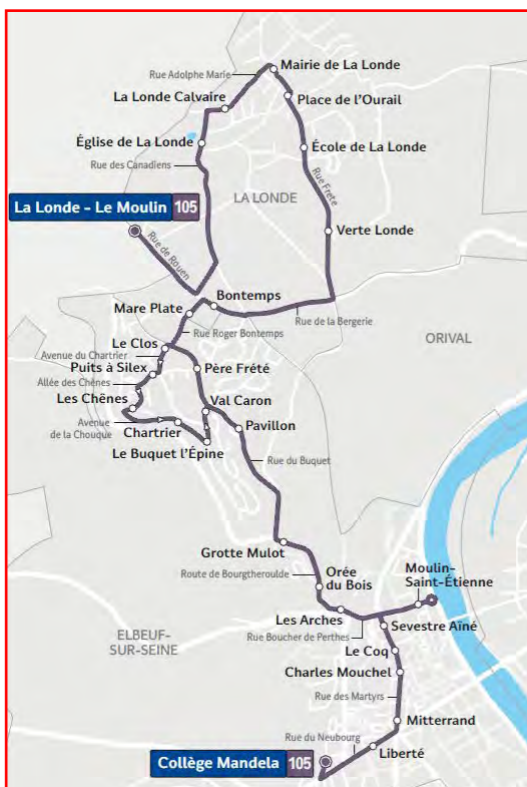 Mairie de La Londe
Rue Adolphe Marie
Place de l'Ourail
La Londe Calvaire
Église de La Londe
École de La Londe
Rue des Canadiens
Rue Frete
LA LONDE
La Londe - Le Moulin 105
Rue de Rouen
Verte Londe
Bontemps
Mare Plate
Rue de la Bergerie
Rue Roger Bontemps
ORIVAL
Le Clos
Avenue du Chartrier
Puits à Silex
Père Frété
Allée des Chênes
Les Chênes
Val Caron
Avenue
de la Chouque
Chartrier
Pavillon
Le Buquet l'Épine
Rue du Buquet
Grotte Mulot
Route de Bourgtheroulde
Orée
du Bois
Moulin-
Saint-Étienne
Les Arches
Sevestre Aîné
Rue Boucher de Perthes
ELBEUF-
SUR-SEINE
Le Coq
Charles Mouchel
Rue des Martyrs
Mitterrand
Rue du Neubourg
Liberté
Collège Mandela 105